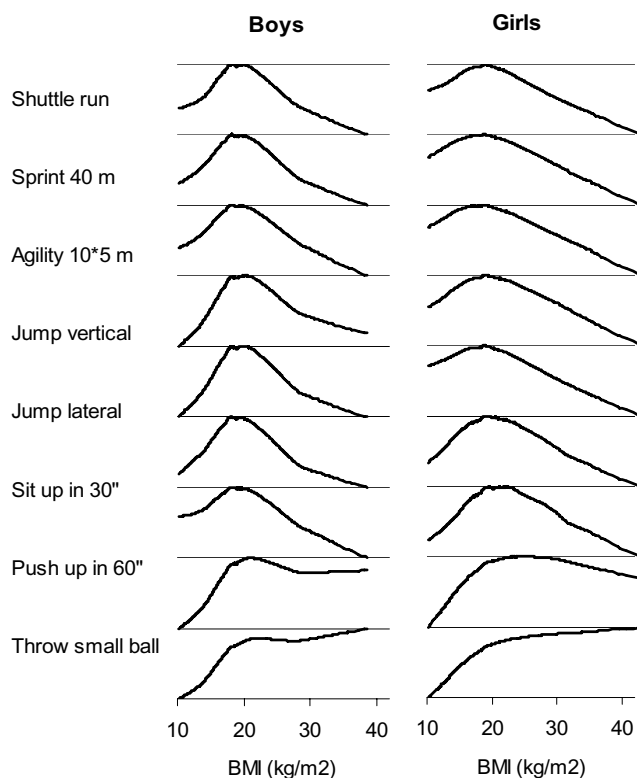 Boys Girls
Shuttle run
Sprint 40 m
Agility 10*5 m
Jump vertical
Jump lateral
Sit up in 30"
Push up in 60"
Throw small ball
10 20 30 40 10 20 30 40
BMI (kg/m2) BMI (kg/m2)